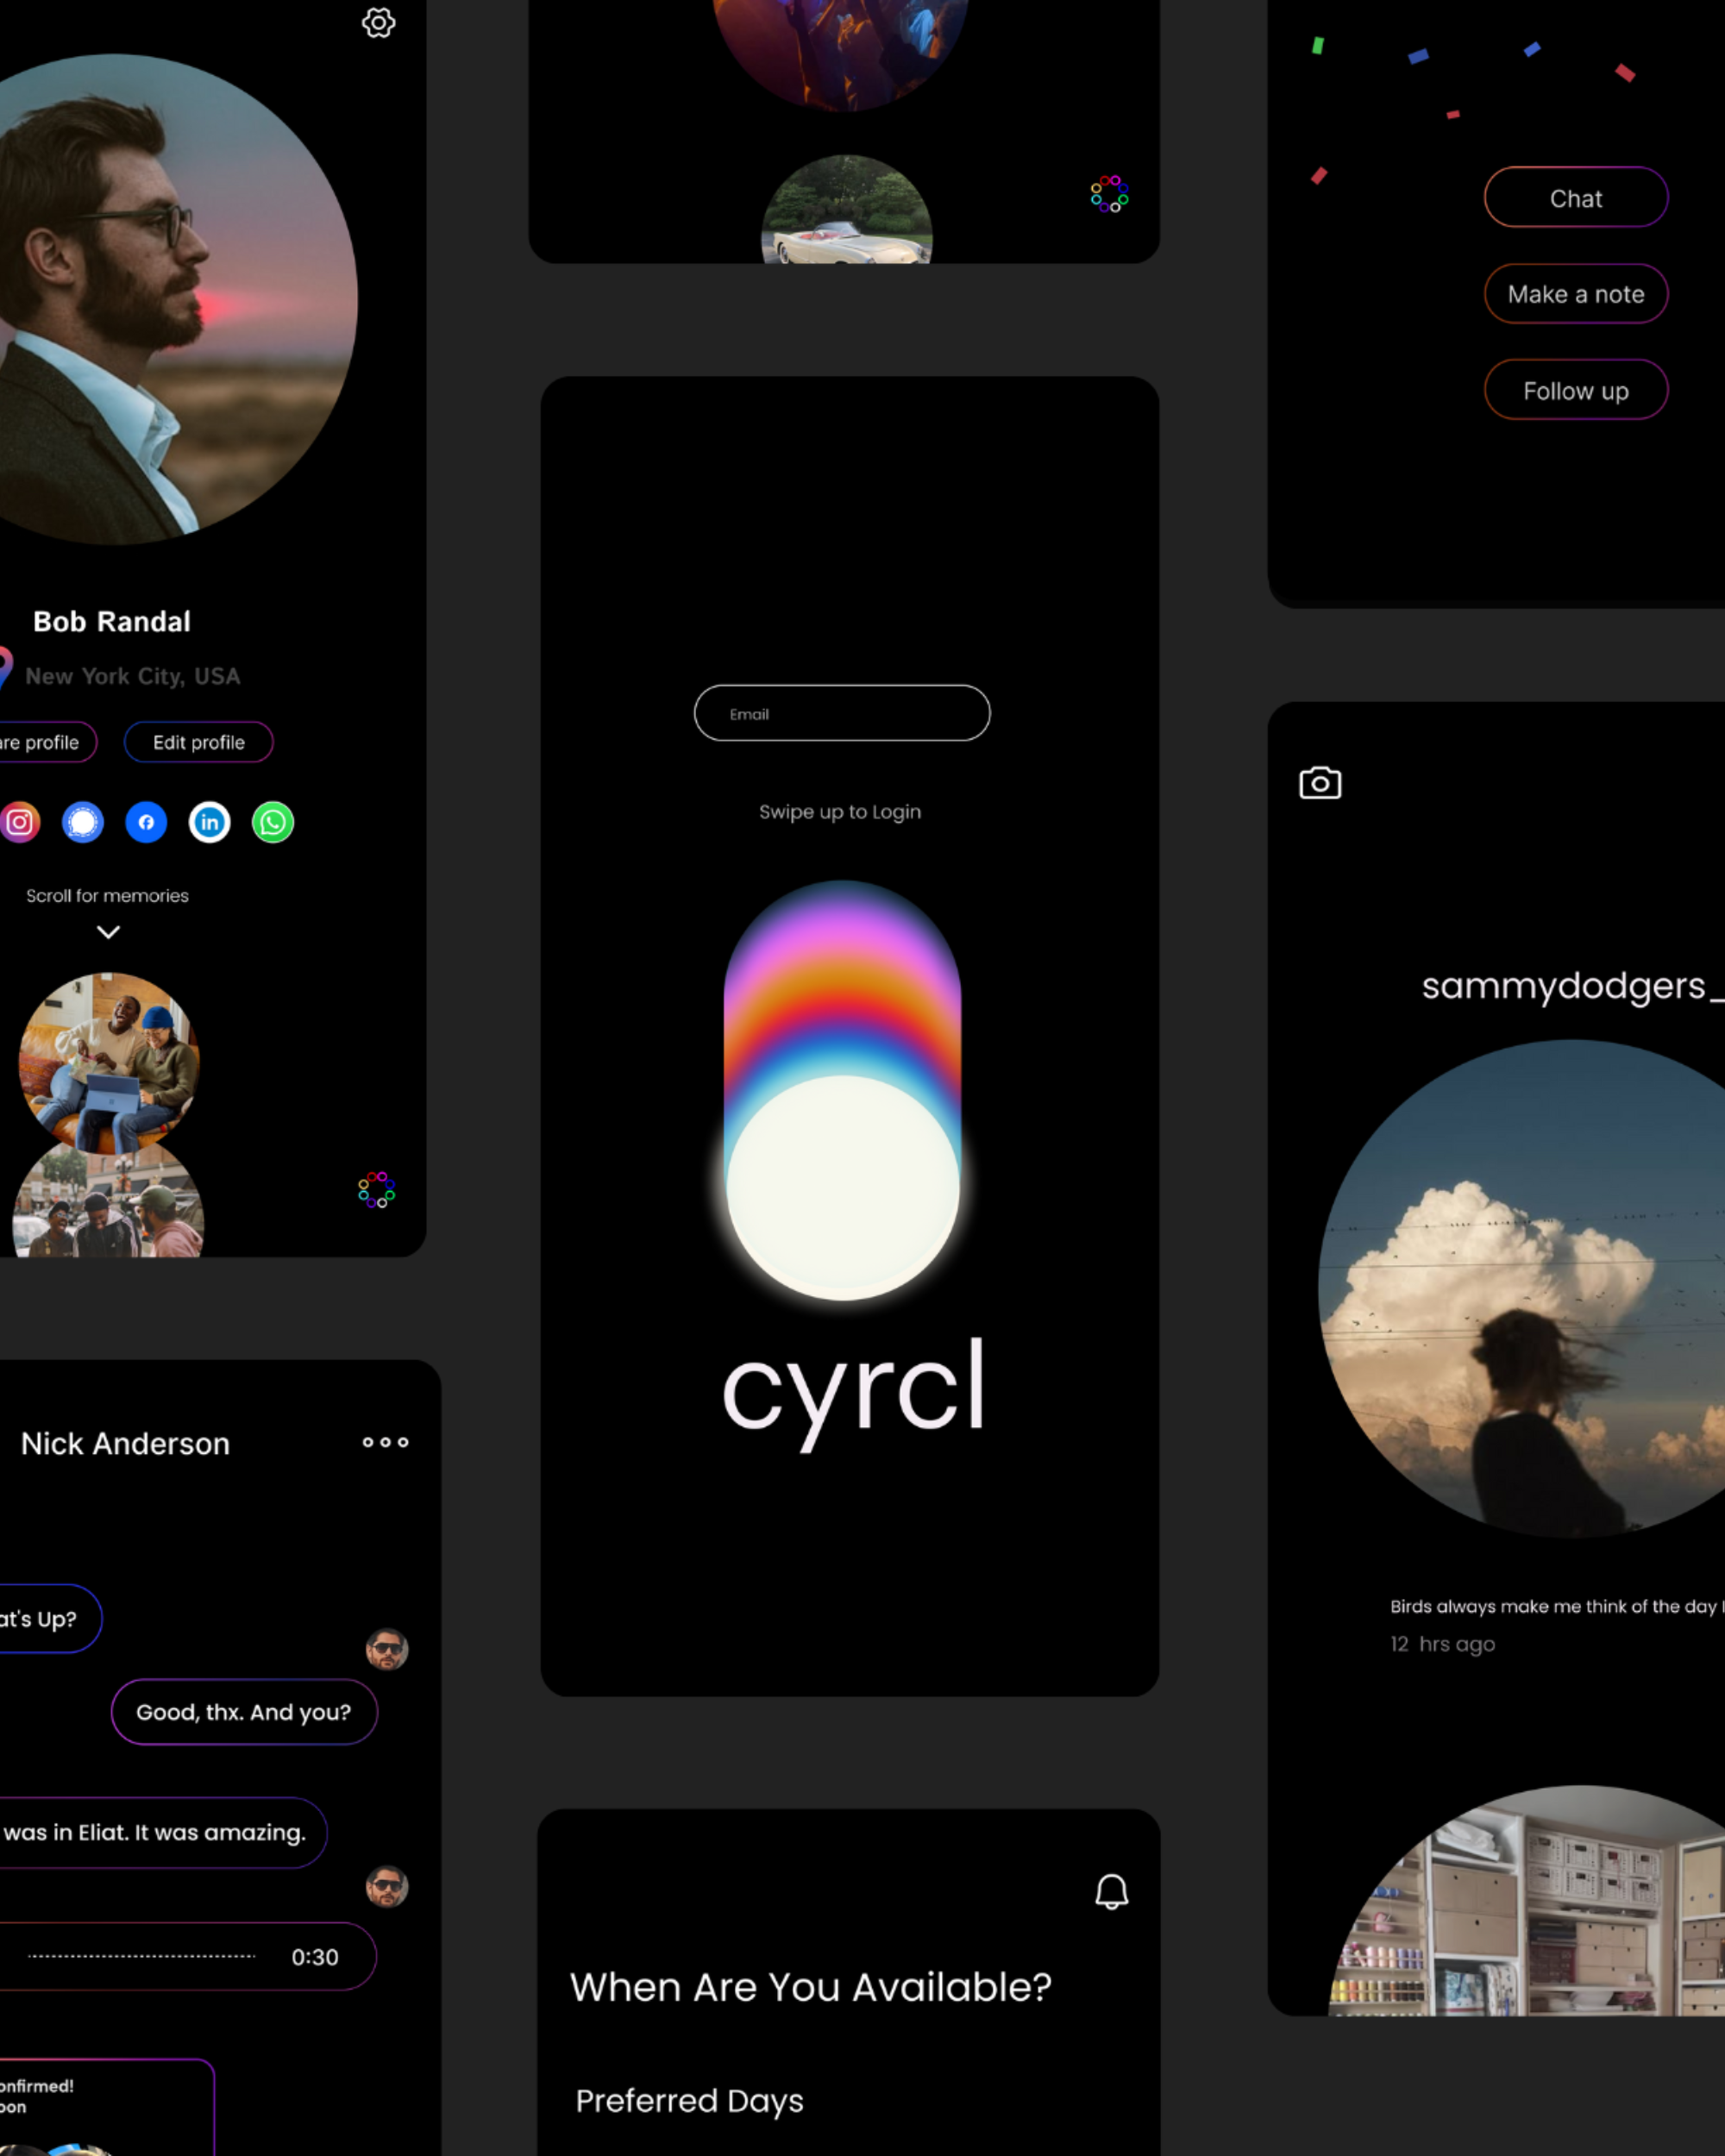 Bob Randal
New York City, USA
are profile
Edit profile
in
Scroll for memories
Nick Anderson
at's Up?
Good, thx. And you?
was in Eliat. It was amazing.
0:30
onfirmed!
oon
Email
Swipe up to Login
cyrcl
When Are You Available?
Preferred Days
Chat
Make a note
Follow up
sammydodgers_
Birds always make me think of the day I
12 hrs ago